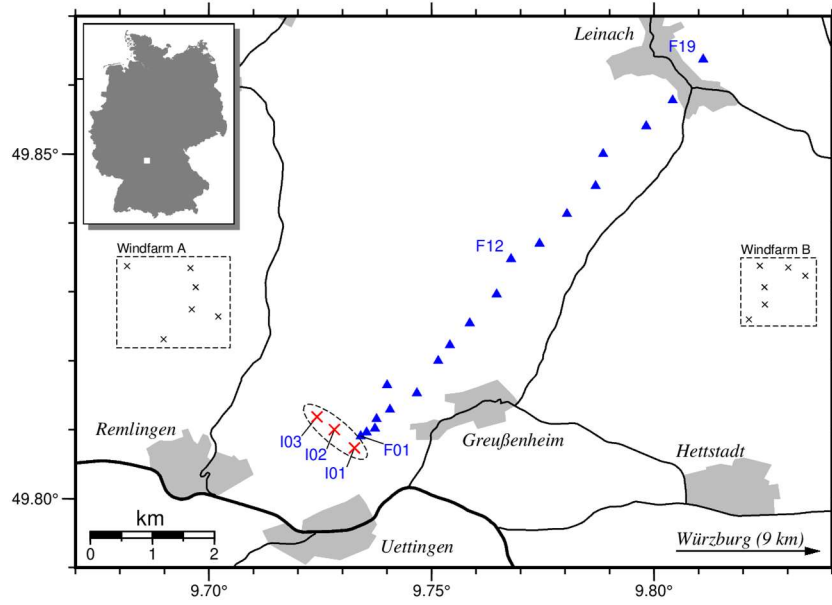 Leinach
F19
49.85°
Windfarm A
F12
Windfarm B
Remlingen
I03
I02
I01
F01
Greußenheim
Hettstadt
49.80°
km
0 1 2
Uettingen
Würzburg (9 km)
9.70° 9.75° 9.80°